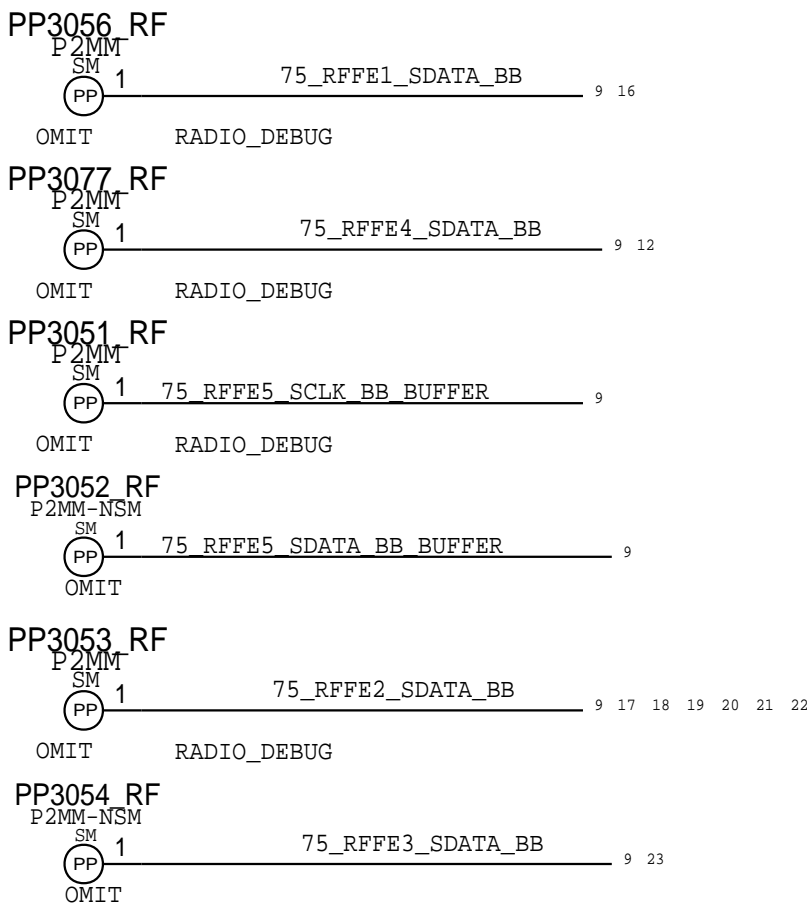 PP3056_RF
P2MM
SM
1
75_RFFE1_SDATA_BB
9 16
PP
OMIT RADIO_DEBUG
PP3077_RF
P2MM
SM
1
75_RFFE4_SDATA_BB
9 12
PP
OMIT RADIO_DEBUG
PP3051_RF
P2MM
SM
1
75_RFFE5_SCLK_BB_BUFFER
9
PP
OMIT RADIO_DEBUG
PP3052_RF
P2MM-NSM
SM
1
75_RFFE5_SDATA_BB_BUFFER
9
PP
OMIT
PP3053_RF
P2MM
SM
1
75_RFFE2_SDATA_BB
9 17 18 19 20 21 22
PP
OMIT RADIO_DEBUG
PP3054_RF
P2MM-NSM
SM
1
75_RFFE3_SDATA_BB
9 23
PP
OMIT